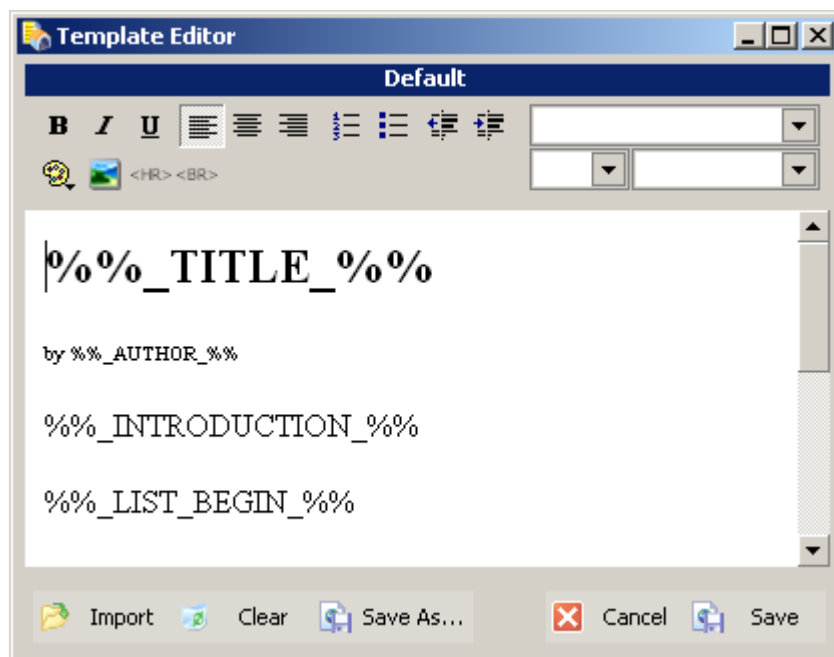 Template Editor
Default
B I U
<HR> <BR>
%%_TITLE_%%
by %%_AUTHOR_%%
%%_INTRODUCTION_%%
%%_LIST_BEGIN_%%
Import Clear Save As... Cancel Save